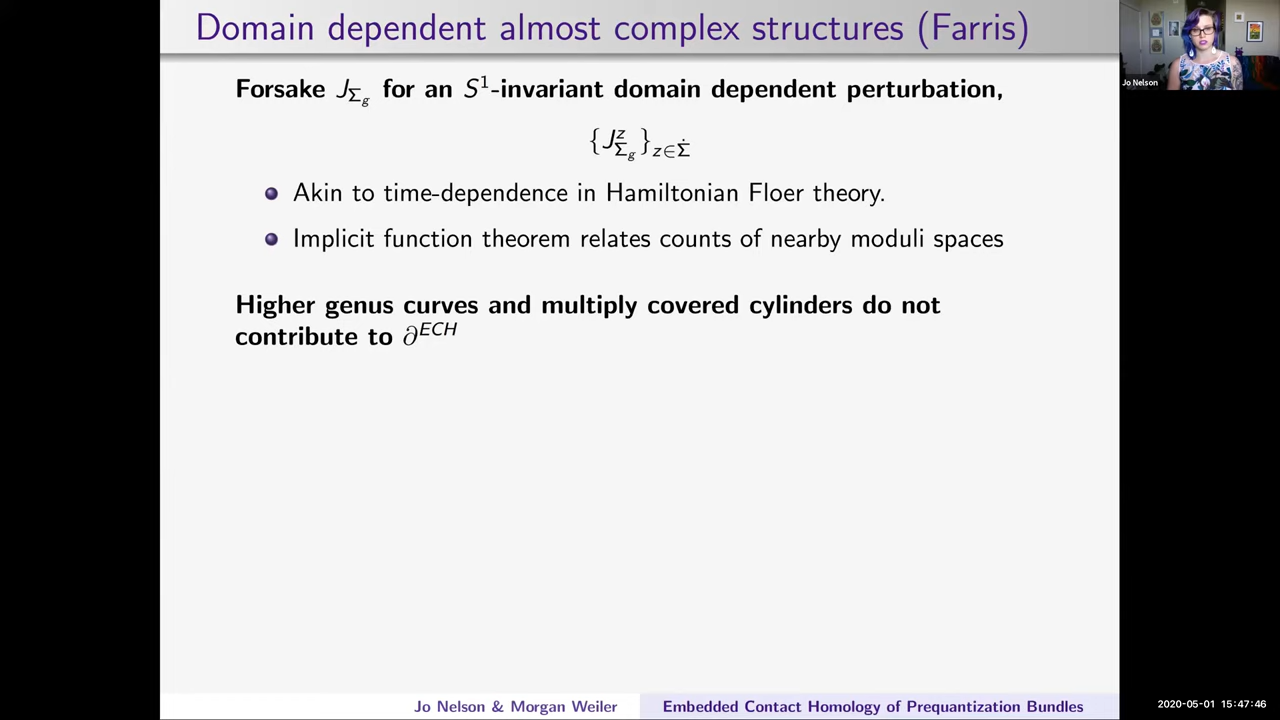 Domain dependent almost complex structures (Farris)
Forsake J_{Σ_g} for an S^1-invariant domain dependent perturbation,
{J^z_{Σ_g}}_{z∈Σ̇}
Akin to time-dependence in Hamiltonian Floer theory.
Implicit function theorem relates counts of nearby moduli spaces
Higher genus curves and multiply covered cylinders do not
contribute to ∂^{ECH}
Jo Nelson & Morgan Weiler
Embedded Contact Homology of Prequantization Bundles
Jo Nelson
2020-05-01 15:47:46